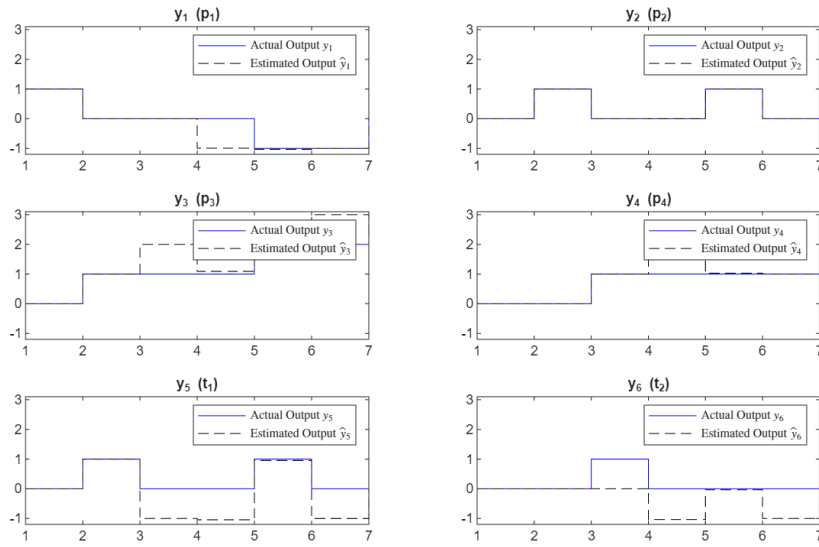 y₁ (p₁)
3
2
1
0
-1
Actual Output y₁
Estimated Output ŷ₁
1 2 3 4 5 6 7
y₂ (p₂)
3
2
1
0
-1
Actual Output y₂
Estimated Output ŷ₂
1 2 3 4 5 6 7
y₃ (p₃)
3
2
1
0
-1
Actual Output y₃
Estimated Output ŷ₃
1 2 3 4 5 6 7
y₄ (p₄)
3
2
1
0
-1
Actual Output y₄
Estimated Output ŷ₄
1 2 3 4 5 6 7
y₅ (t₁)
3
2
1
0
-1
Actual Output y₅
Estimated Output ŷ₅
1 2 3 4 5 6 7
y₆ (t₂)
3
2
1
0
-1
Actual Output y₆
Estimated Output ŷ₆
1 2 3 4 5 6 7